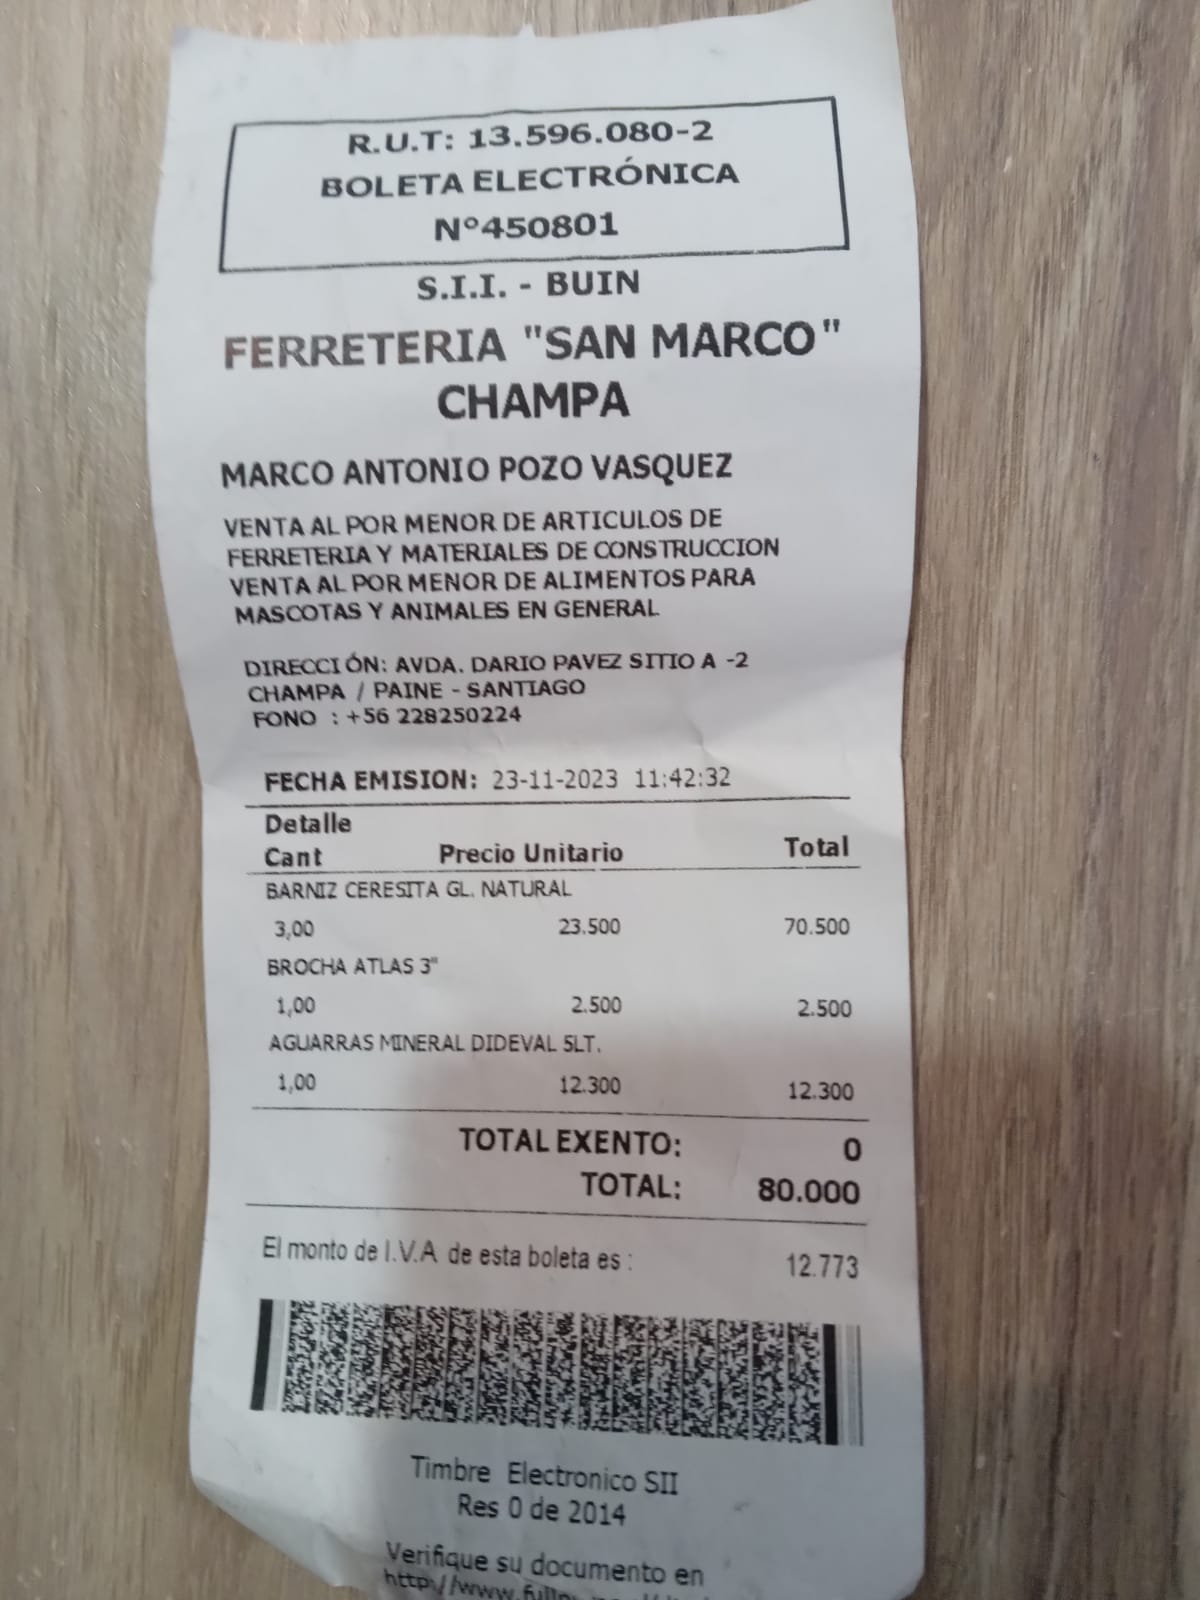 R.U.T: 13.596.080-2
BOLETA ELECTRÓNICA
N°450801
S.I.I. - BUIN
FERRETERIA "SAN MARCO"
CHAMPA
MARCO ANTONIO POZO VASQUEZ
VENTA AL POR MENOR DE ARTICULOS DE
FERRETERIA Y MATERIALES DE CONSTRUCCION
VENTA AL POR MENOR DE ALIMENTOS PARA
MASCOTAS Y ANIMALES EN GENERAL
DIRECCIÓN: AVDA. DARIO PAVEZ SITIO A -2
CHAMPA / PAINE - SANTIAGO
FONO : +56 228250224
FECHA EMISION: 23-11-2023 11:42:32
Detalle
Cant Precio Unitario Total
BARNIZ CERESITA GL. NATURAL
3,00 23.500 70.500
BROCHA ATLAS 3"
1,00 2.500 2.500
AGUARRAS MINERAL DIDEVAL 5LT.
1,00 12.300 12.300
TOTAL EXENTO: 0
TOTAL: 80.000
El monto de I.V.A de esta boleta es : 12.773
Timbre Electronico SII
Res 0 de 2014
Verifique su documento en